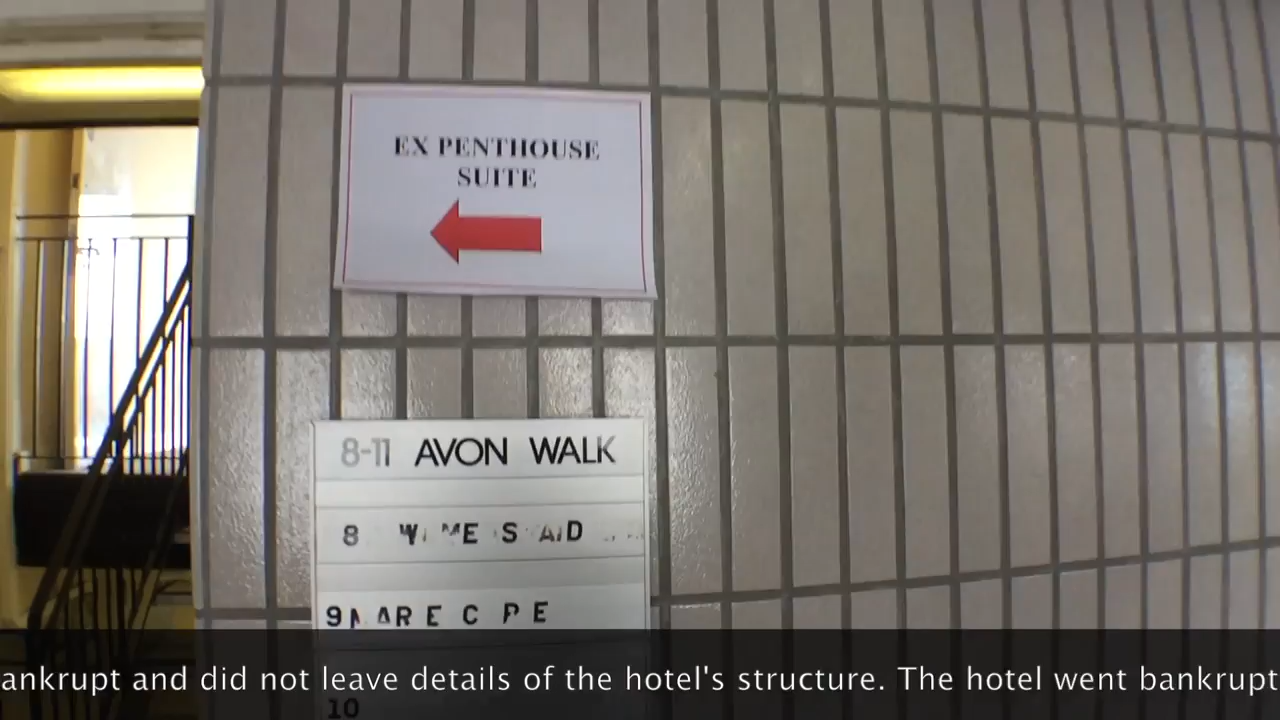 EX PENTHOUSE
SUITE
8-11 AVON WALK
8
9
ankrupt and did not leave details of the hotel's structure. The hotel went bankrupt
10